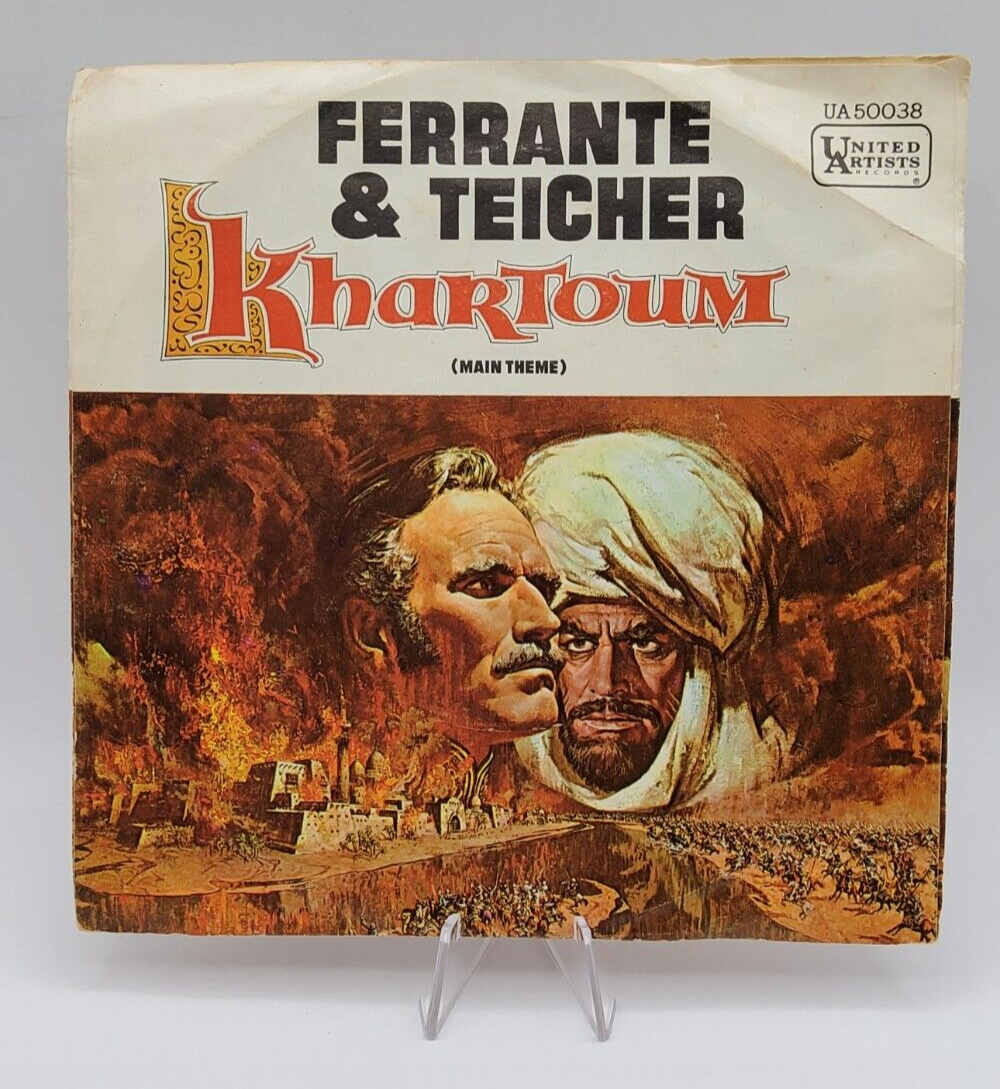 FERRANTE
& TEICHER
Khartoum
(MAIN THEME)
UA 50038
UNITED
ARTISTS
RECORDS
®